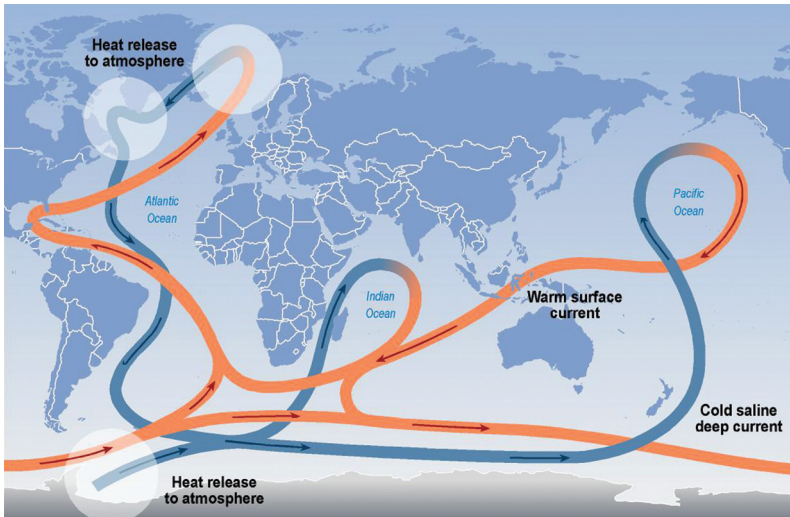 Heat release
to atmosphere
Atlantic
Ocean
Pacific
Ocean
Indian
Ocean
Warm surface
current
Cold saline
deep current
Heat release
to atmosphere